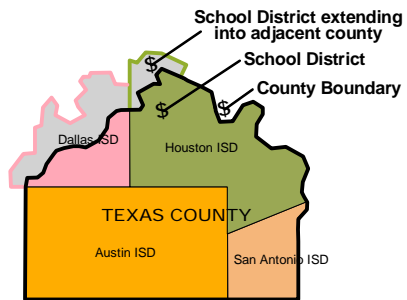 School District extending
into adjacent county
$
School District
$
County Boundary
$
Dallas ISD
Houston ISD
TEXAS COUNTY
Austin ISD
San Antonio ISD